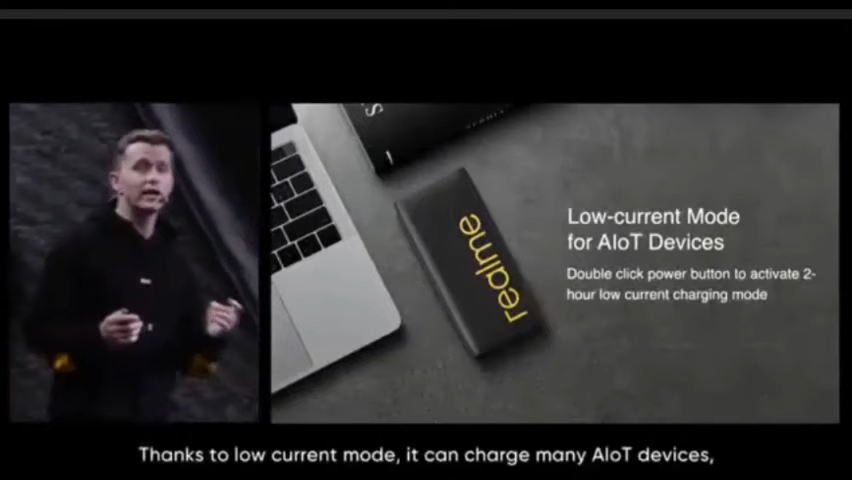 realme
Low-current Mode
for AIoT Devices
Double click power button to activate 2-
hour low current charging mode
Thanks to low current mode, it can charge many AIoT devices,